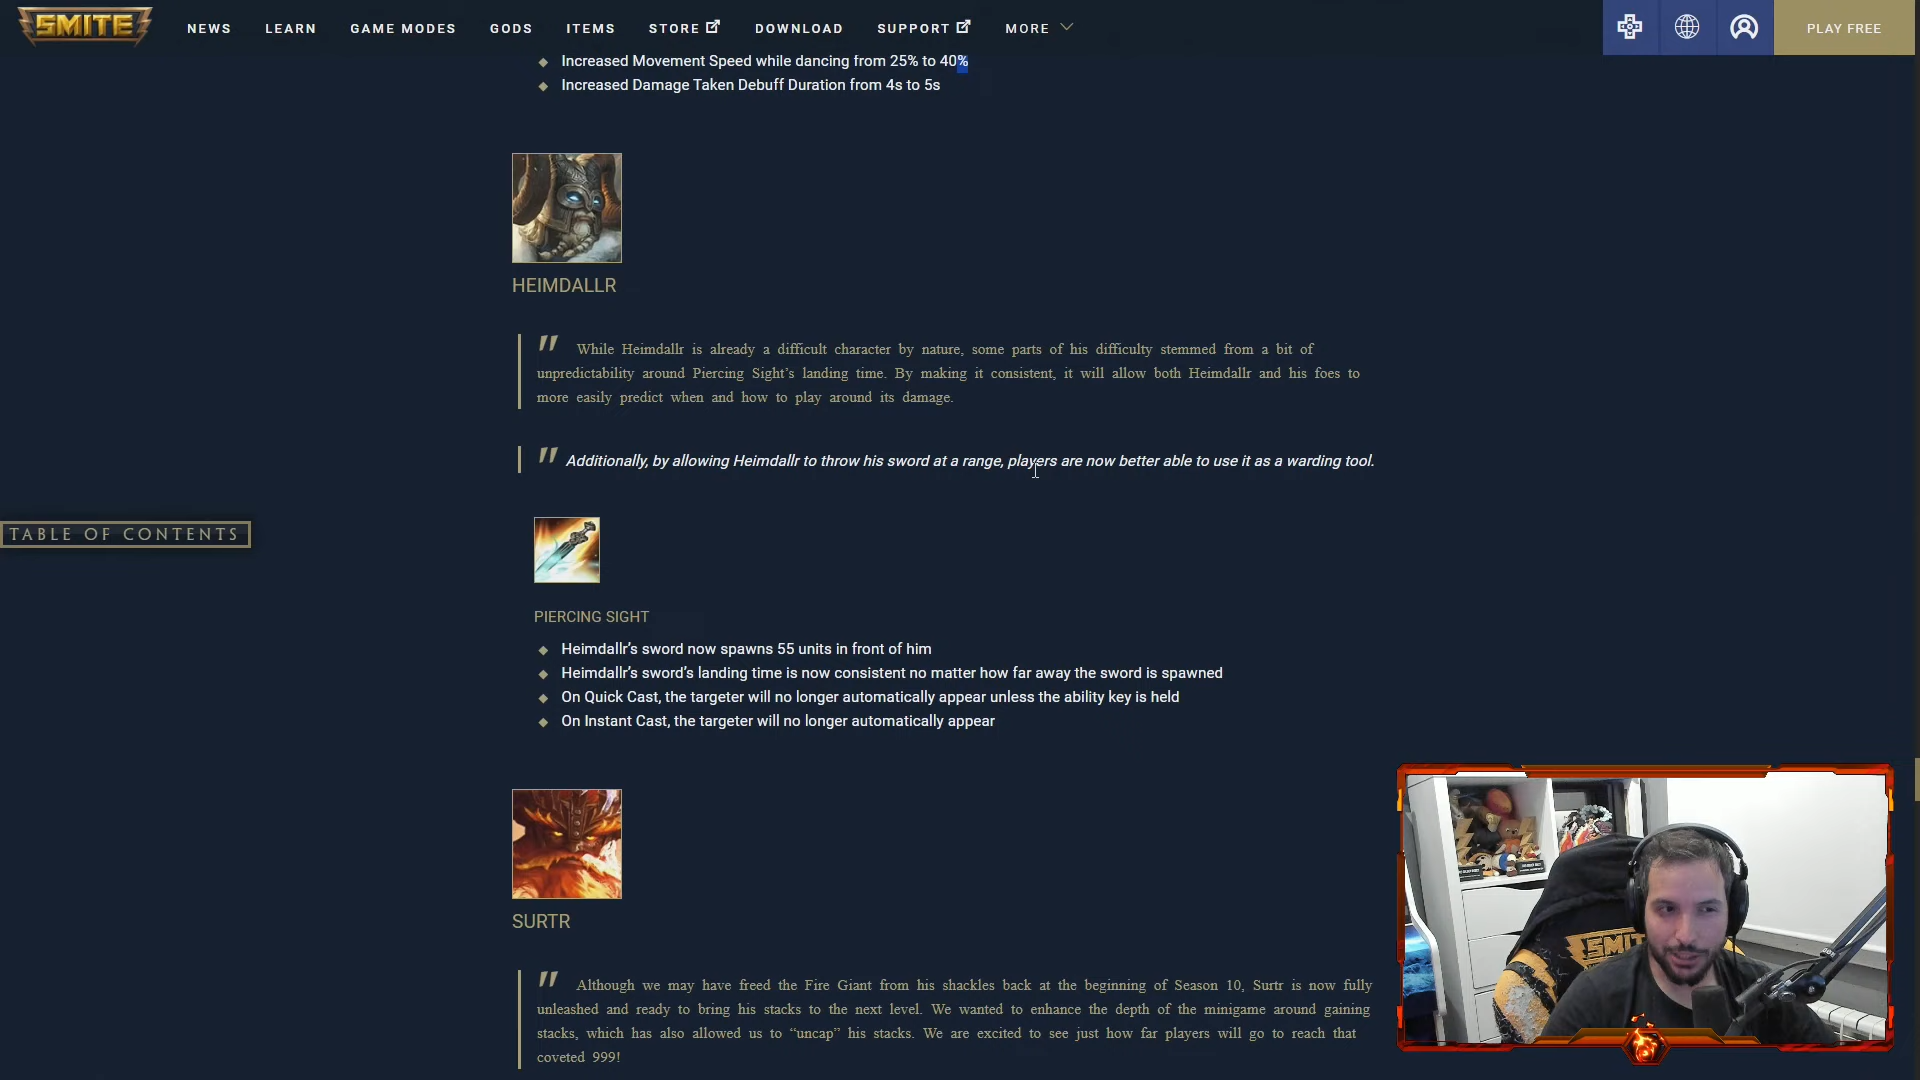 SMITE NEWS LEARN GAME MODES GODS ITEMS STORE DOWNLOAD SUPPORT MORE PLAY FREE
Increased Movement Speed while dancing from 25% to 40%
Increased Damage Taken Debuff Duration from 4s to 5s
HEIMDALLR
" While Heimdallr is already a difficult character by nature, some parts of his difficulty stemmed from a bit of
unpredictability around Piercing Sight’s landing time. By making it consistent, it will allow both Heimdallr and his foes to
more easily predict when and how to play around its damage.
" Additionally, by allowing Heimdallr to throw his sword at a range, players are now better able to use it as a warding tool.
TABLE OF CONTENTS
PIERCING SIGHT
Heimdallr’s sword now spawns 55 units in front of him
Heimdallr’s sword’s landing time is now consistent no matter how far away the sword is spawned
On Quick Cast, the targeter will no longer automatically appear unless the ability key is held
On Instant Cast, the targeter will no longer automatically appear
SURTR
" Although we may have freed the Fire Giant from his shackles back at the beginning of Season 10, Surtr is now fully
unleashed and ready to bring his stacks to the next level. We wanted to enhance the depth of the minigame around gaining
stacks, which has also allowed us to “uncap” his stacks. We are excited to see just how far players will go to reach that
coveted 999!
SMIT